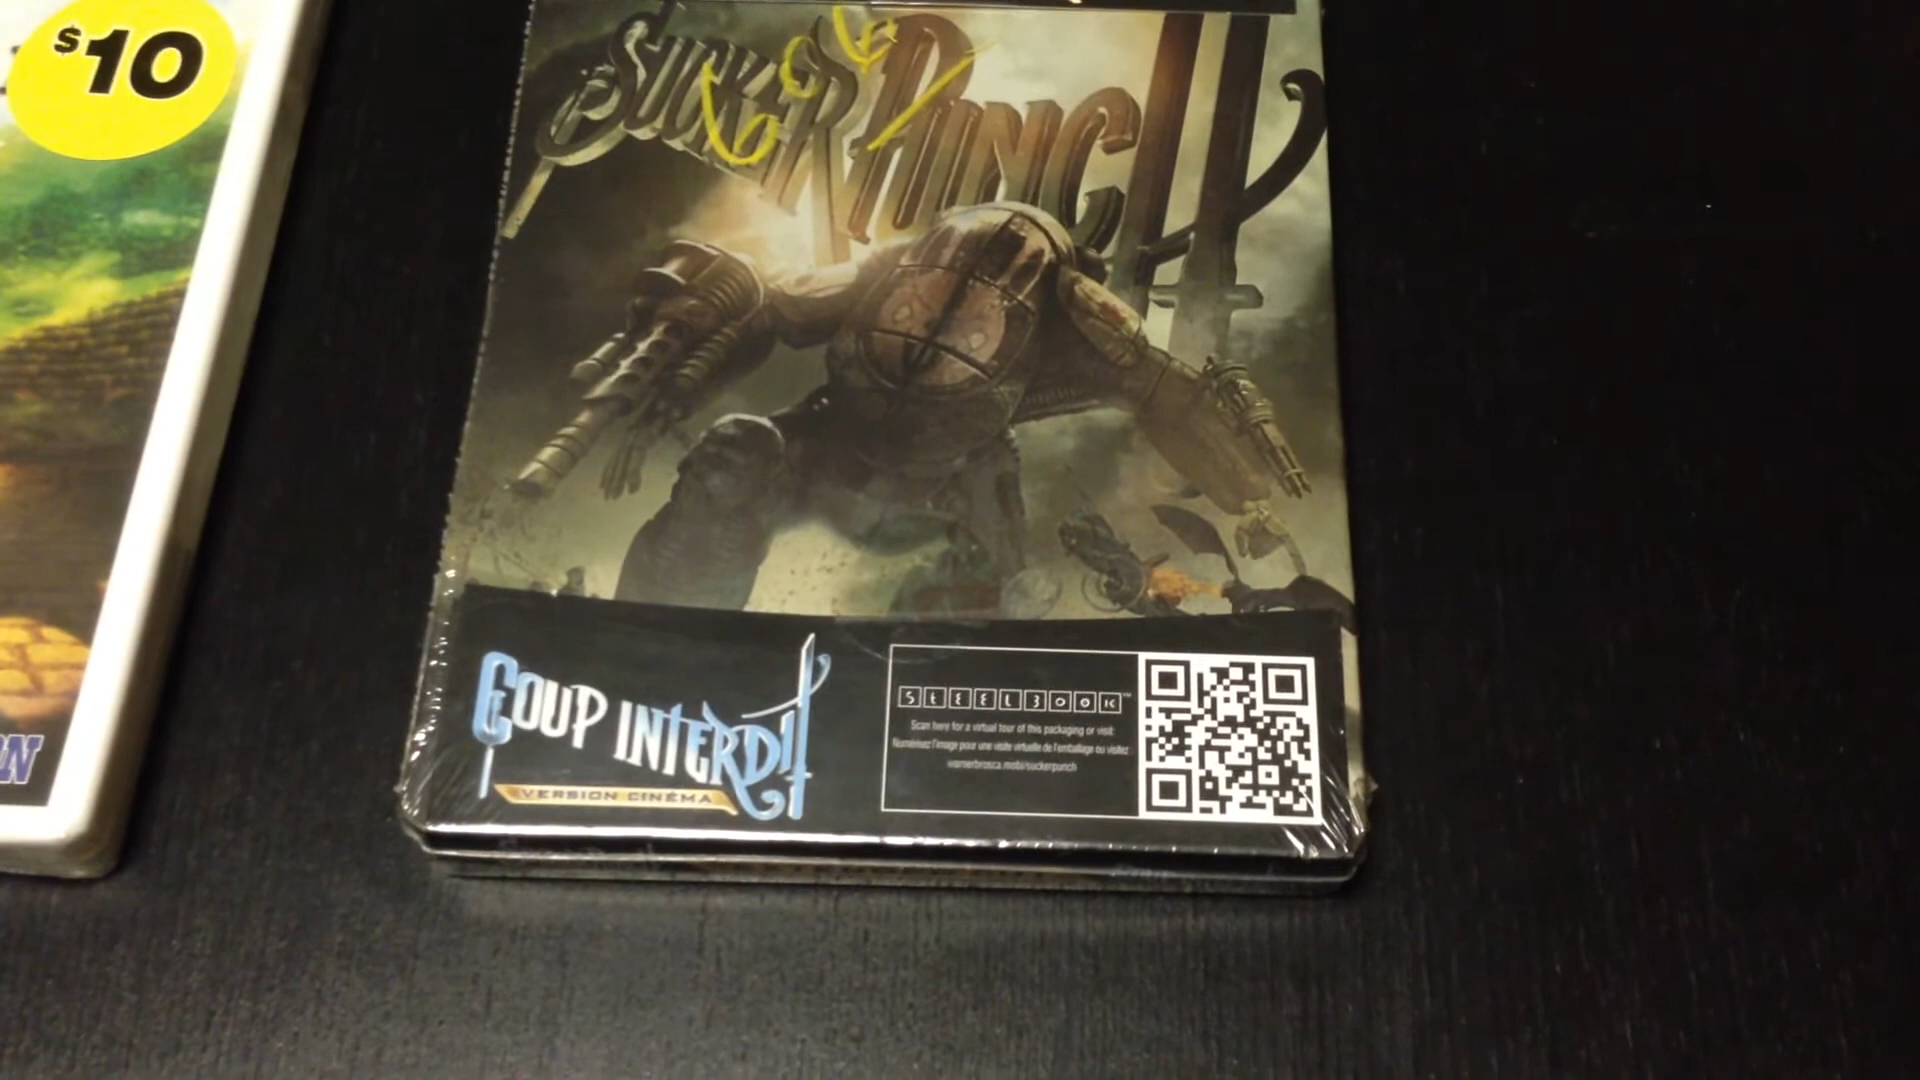 $10
SUCKER PUNCH
COUP INTERDIT
VERSION CINÉMA
STEELBOOK™
Scan here for a virtual tour of this packaging or visit:
Numérisez l'image pour une visite virtuelle de l'emballage ou visitez:
warnerbrosca.mobi/suckerpunch